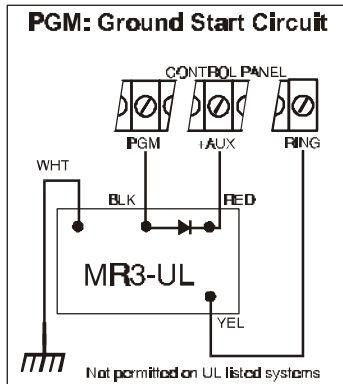 PGM: Ground Start Circuit
CONTROL PANEL
PGM +AUX RING
WHT
BLK RED
MR3-UL
YEL
Not permitted on UL listed systems